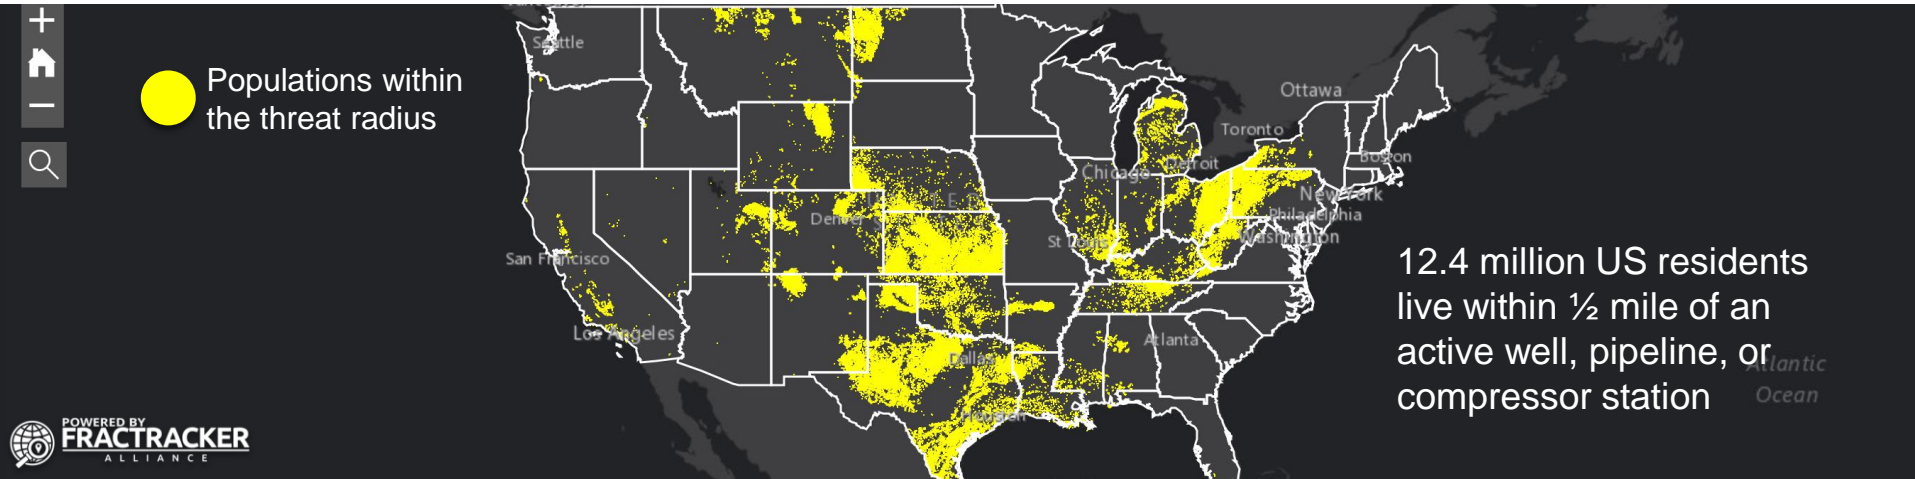 Vancouver
Seattle
Populations within
the threat radius
Ottawa
Toronto
Boston
Detroit
Chicago
New York
Philadelphia
Denver
Washington
St Louis
San Francisco
12.4 million US residents
live within ½ mile of an
active well, pipeline, or
compressor station
Los Angeles
Atlanta
Dallas
Atlantic
Ocean
Houston
POWERED BY
FRACTRACKER
ALLIANCE